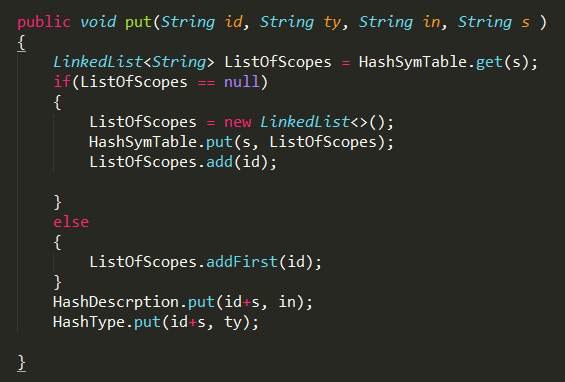 public void put(String id, String ty, String in, String s )
{
LinkedList<String> ListOfScopes = HashSymTable.get(s);
if(ListOfScopes == null)
{
ListOfScopes = new LinkedList<>();
HashSymTable.put(s, ListOfScopes);
ListOfScopes.add(id);
}
else
{
ListOfScopes.addFirst(id);
}
HashDescrption.put(id+s, in);
HashType.put(id+s, ty);
}